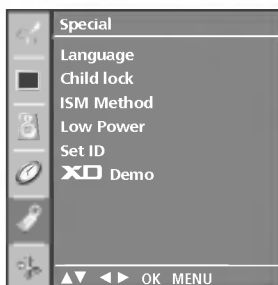 Special
Language
Child lock
ISM Method
Low Power
Set ID
XD Demo
▲▼ ◄► OK MENU